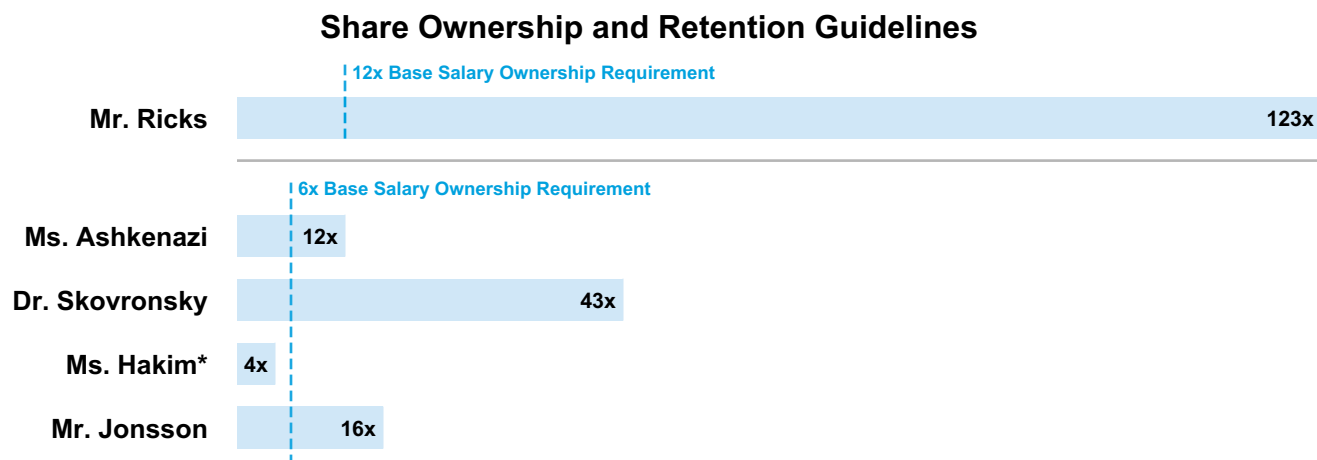 Share Ownership and Retention Guidelines
12x Base Salary Ownership Requirement
Mr. Ricks 123x
6x Base Salary Ownership Requirement
Ms. Ashkenazi 12x
Dr. Skovronsky 43x
Ms. Hakim* 4x
Mr. Jonsson 16x